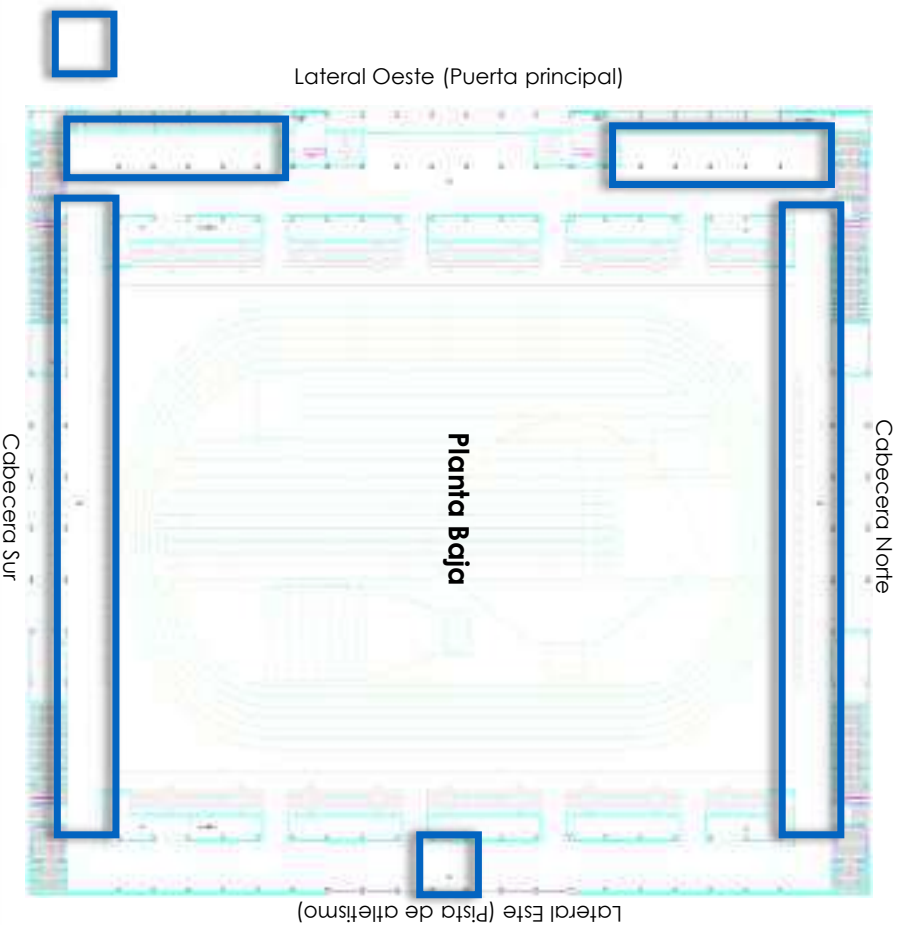 Lateral Oeste (Puerta principal)
Cabecera Norte
Planta Baja
Cabecera Sur
Lateral Este (Pista de atletismo)